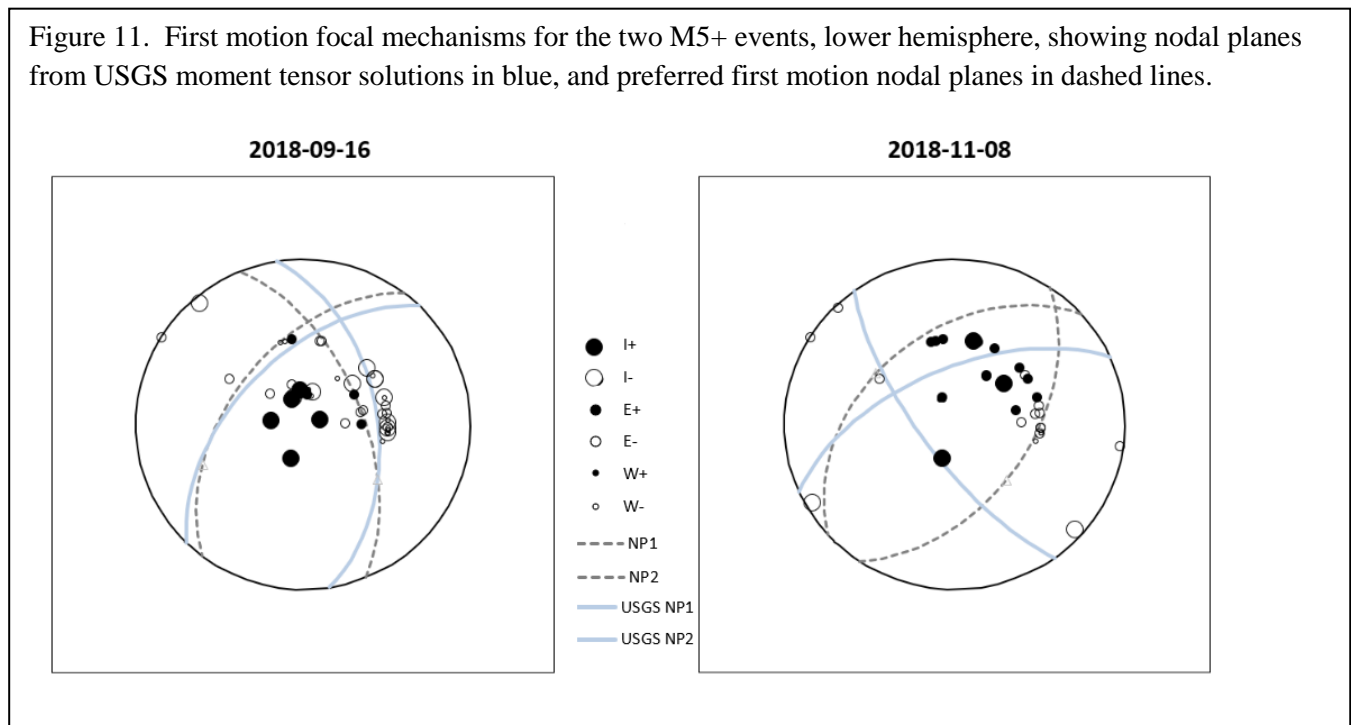 Figure 11. First motion focal mechanisms for the two M5+ events, lower hemisphere, showing nodal planes
from USGS moment tensor solutions in blue, and preferred first motion nodal planes in dashed lines.
2018-09-16
2018-11-08
I+
I-
E+
E-
W+
W-
NP1
NP2
USGS NP1
USGS NP2